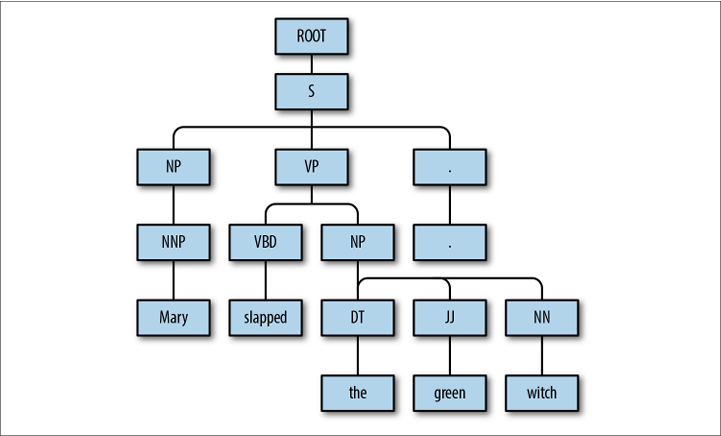 ROOT
S
NP VP .
NNP VBD NP .
Mary slapped DT JJ NN
the green witch